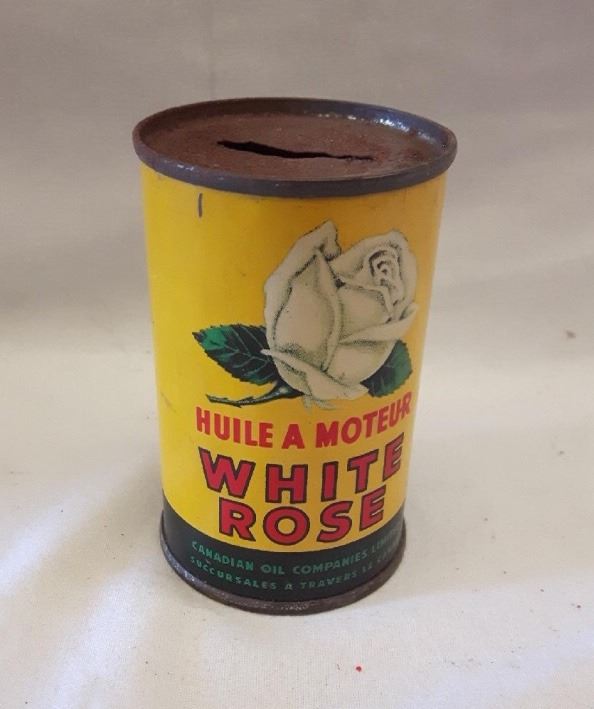 HUILE A MOTEUR
WHITE
ROSE
CANADIAN OIL COMPANIES
SUCCURSALES A TRAVERS LE